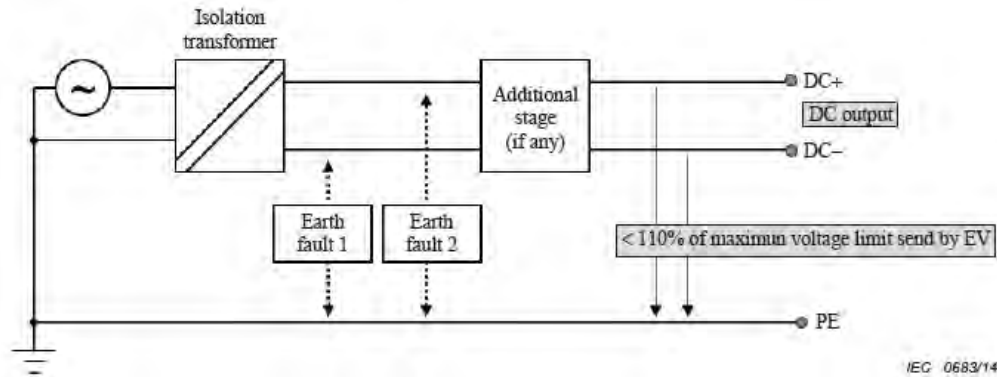 Isolation
transformer
~
Additional
stage
(if any)
DC+
DC output
DC–
Earth
fault 1
Earth
fault 2
< 110% of maximun voltage limit send by EV
PE
IEC 0683/14